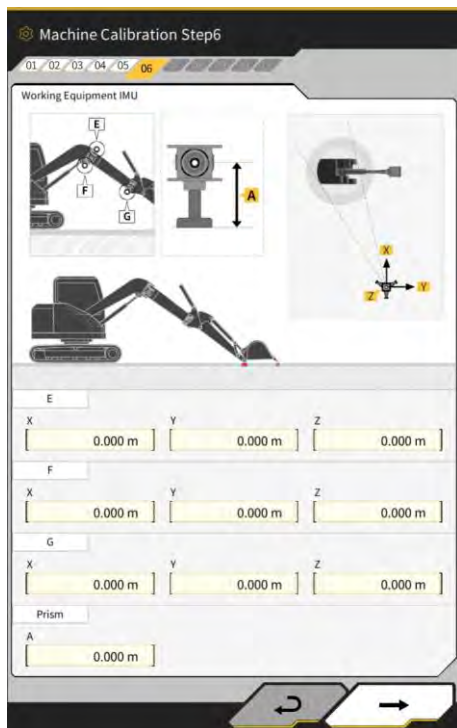 Machine Calibration Step6
01 02 03 04 05 06
Working Equipment IMU
E
F
G
A
X
Y
Z
E
X Y Z
0.000 m 0.000 m 0.000 m
F
X Y Z
0.000 m 0.000 m 0.000 m
G
X Y Z
0.000 m 0.000 m 0.000 m
Prism
A
0.000 m